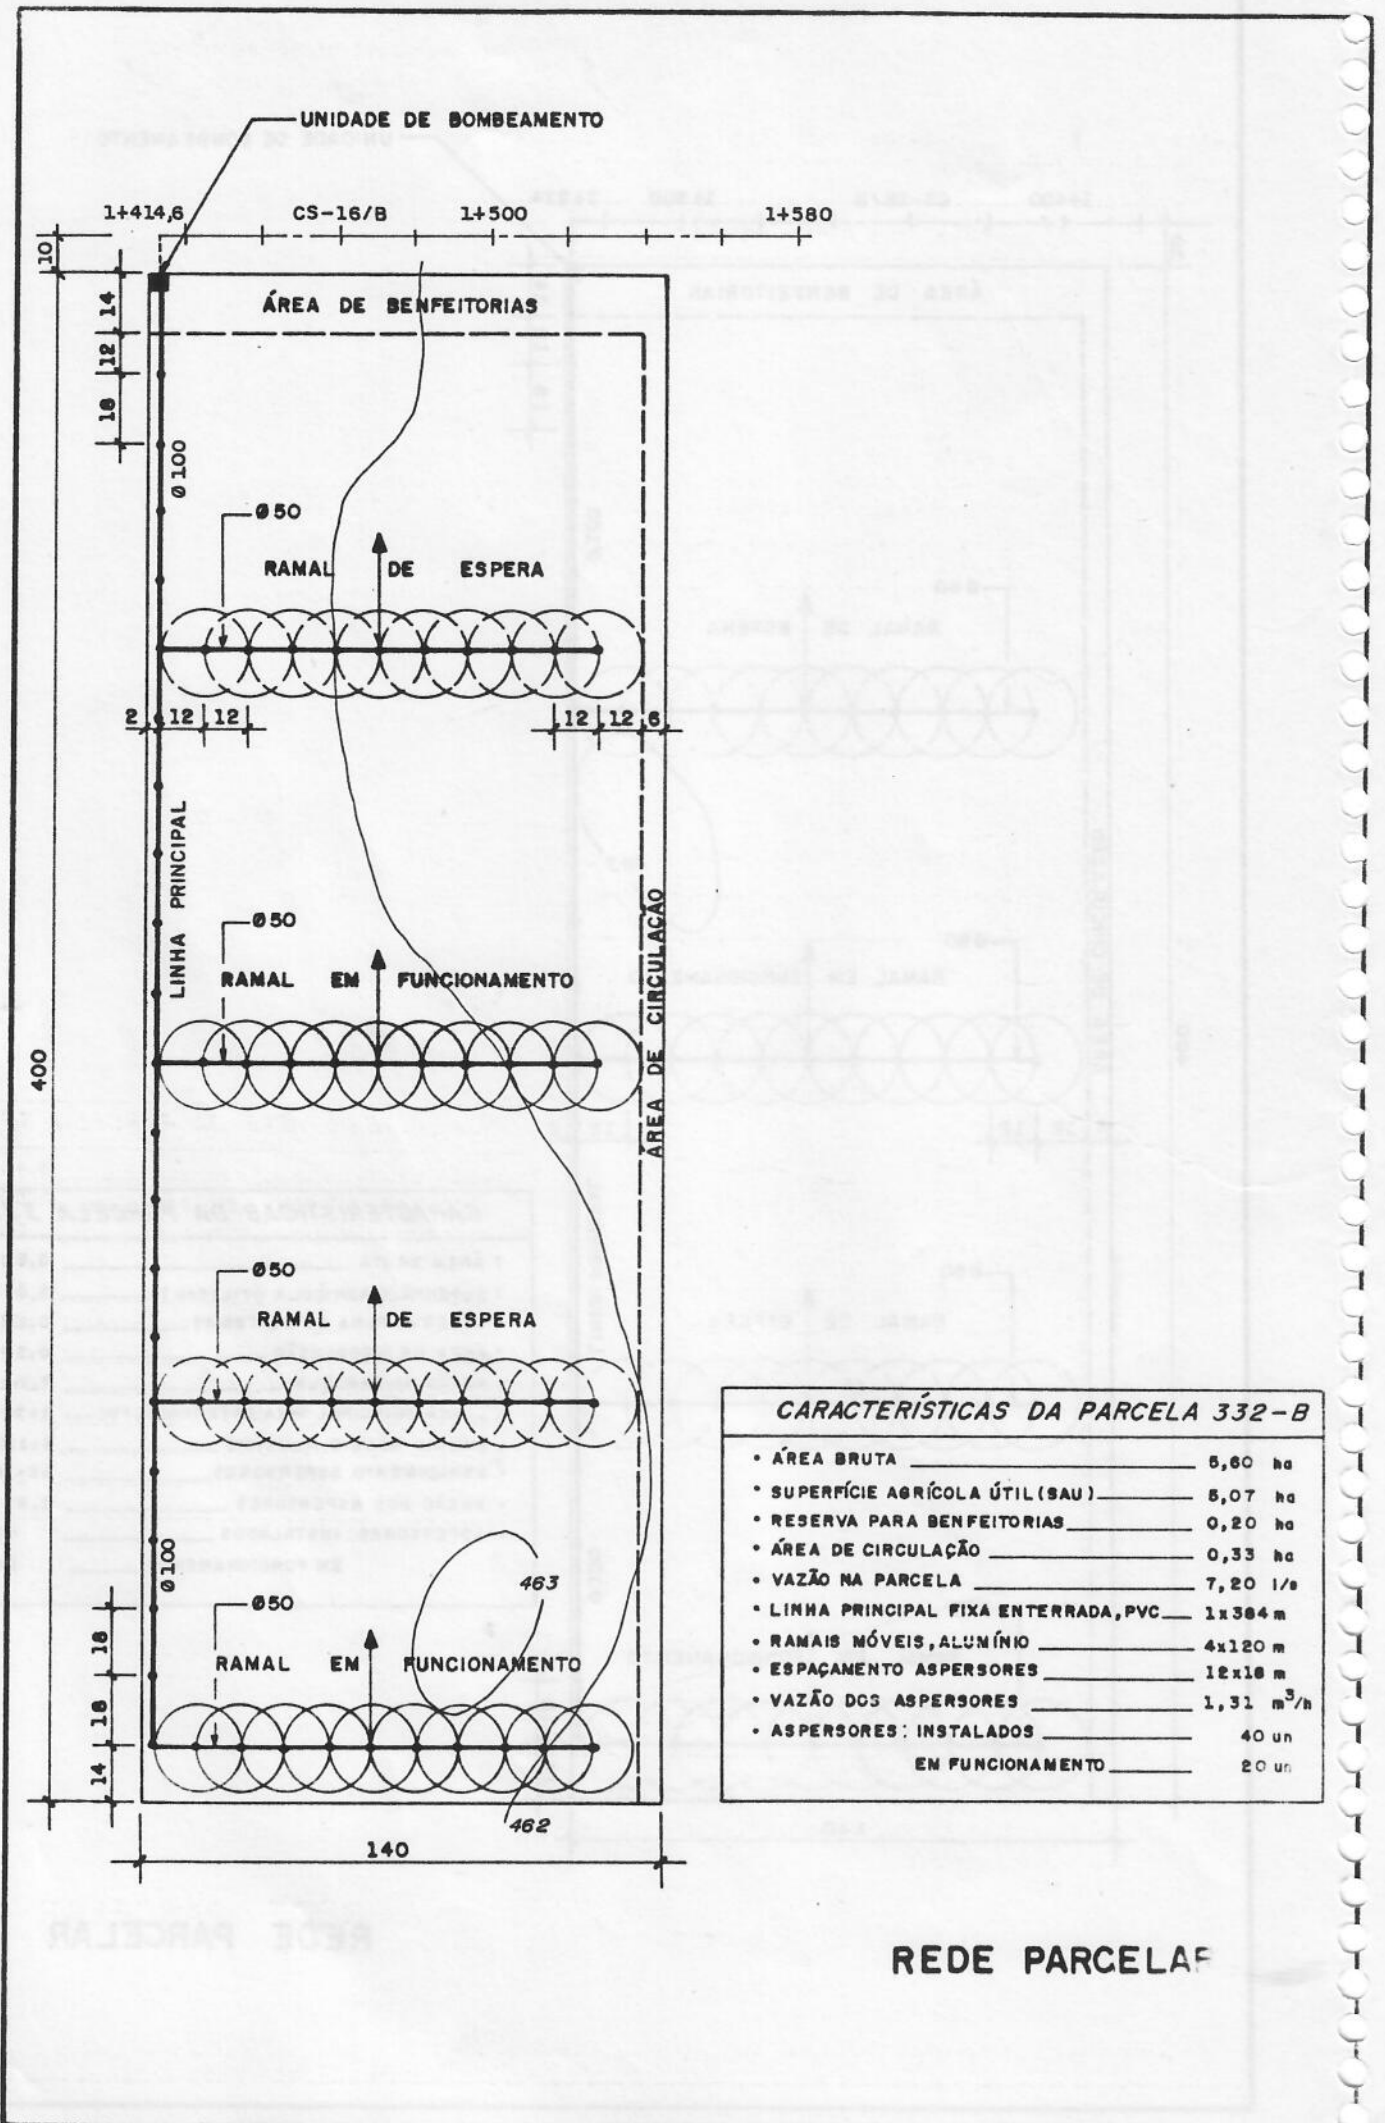 UNIDADE DE BOMBEAMENTO
1+414,6 CS-16/B 1+500 1+580
10
ÁREA DE BENFEITORIAS
14
12
18
Ø100
Ø50
RAMAL DE ESPERA
2 12 12 12 12 6
LINHA PRINCIPAL
ÁREA DE CIRCULAÇÃO
Ø50
RAMAL EM FUNCIONAMENTO
400
Ø50
RAMAL DE ESPERA
Ø100
463
Ø50
18
RAMAL EM FUNCIONAMENTO
18
14
462
140
CARACTERÍSTICAS DA PARCELA 332-B
• ÁREA BRUTA 5,60 ha
• SUPERFÍCIE AGRÍCOLA ÚTIL (SAU) 5,07 ha
• RESERVA PARA BENFEITORIAS 0,20 ha
• ÁREA DE CIRCULAÇÃO 0,33 ha
• VAZÃO NA PARCELA 7,20 l/s
• LINHA PRINCIPAL FIXA ENTERRADA, PVC 1x384 m
• RAMAIS MÓVEIS, ALUMÍNIO 4x120 m
• ESPAÇAMENTO ASPERSORES 12x18 m
• VAZÃO DOS ASPERSORES 1,31 m³/h
• ASPERSORES: INSTALADOS 40 un
EM FUNCIONAMENTO 20 un
REDE PARCELAR